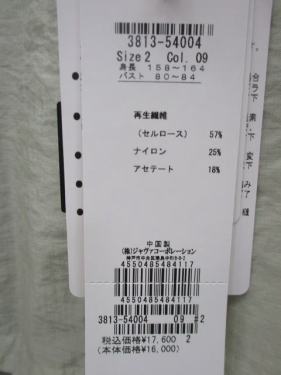 3813-54004
Size2 Col.09
身長 158～164
バスト 80～84
再生繊維
(セルロース) 57%
ナイロン 25%
アセテート 18%
中国製
(株)ジャヴァコーポレーション
4550485484117
4550485484117
3813-54004 09 #2
税込価格¥17,600 2
(本体価格¥16,000)